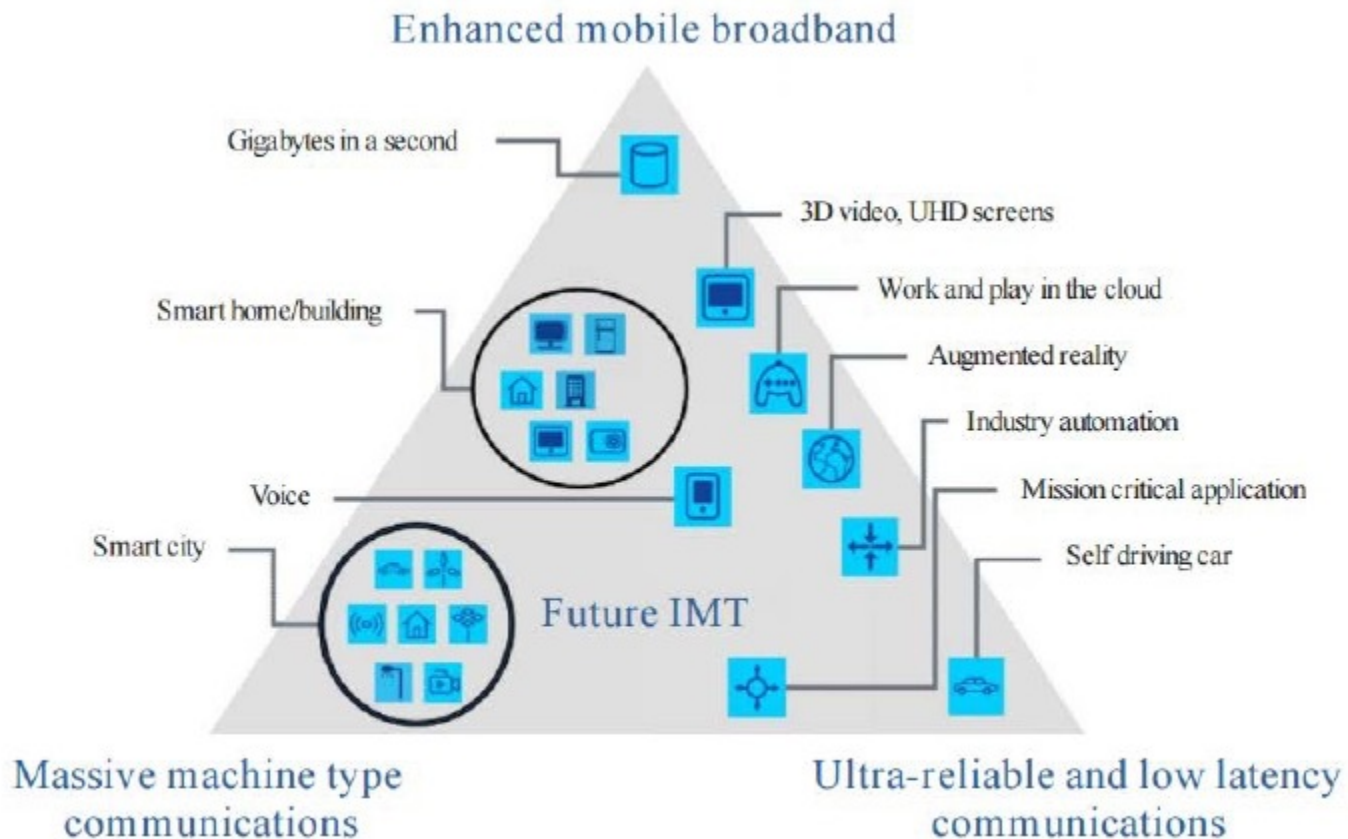 Enhanced mobile broadband
Gigabytes in a second
3D video, UHD screens
Work and play in the cloud
Smart home/building
Augmented reality
Industry automation
Mission critical application
Voice
Smart city
Self driving car
Future IMT
Massive machine type
communications
Ultra-reliable and low latency
communications